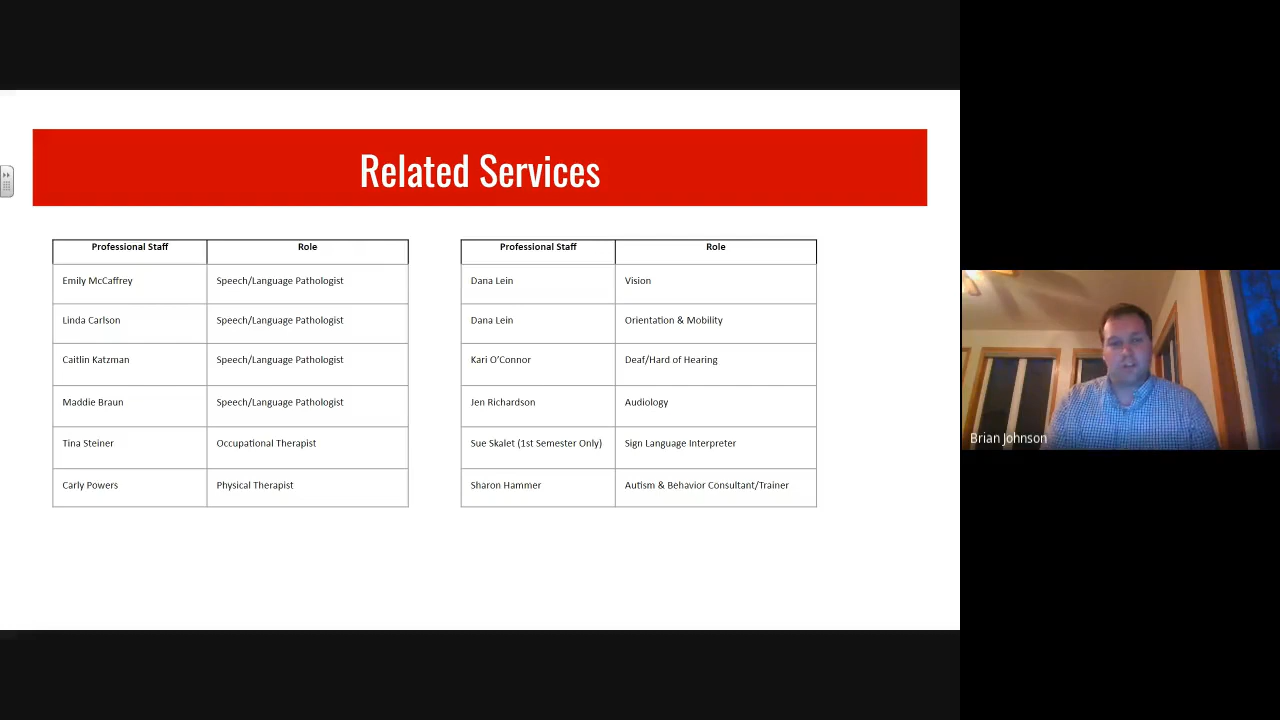 Related Services
Professional Staff Role
Emily McCaffrey Speech/Language Pathologist
Linda Carlson Speech/Language Pathologist
Caitlin Katzman Speech/Language Pathologist
Maddie Braun Speech/Language Pathologist
Tina Steiner Occupational Therapist
Carly Powers Physical Therapist
Professional Staff Role
Dana Lein Vision
Dana Lein Orientation & Mobility
Kari O’Connor Deaf/Hard of Hearing
Jen Richardson Audiology
Sue Skalet (1st Semester Only) Sign Language Interpreter
Sharon Hammer Autism & Behavior Consultant/Trainer
Brian Johnson